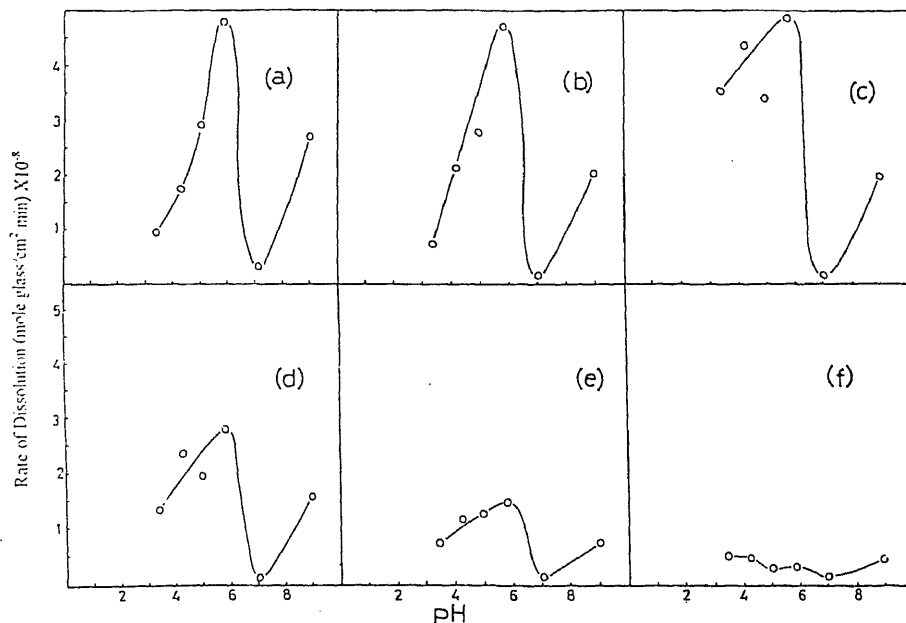 Rate of Dissolution (mole glass/cm² min) X10⁻⁸
4
3
2
1
(a)
(b)
(c)
5
4
3
2
1
(d)
(e)
(f)
2 4 6 8
2 4 6 8
2 4 6 8
pH